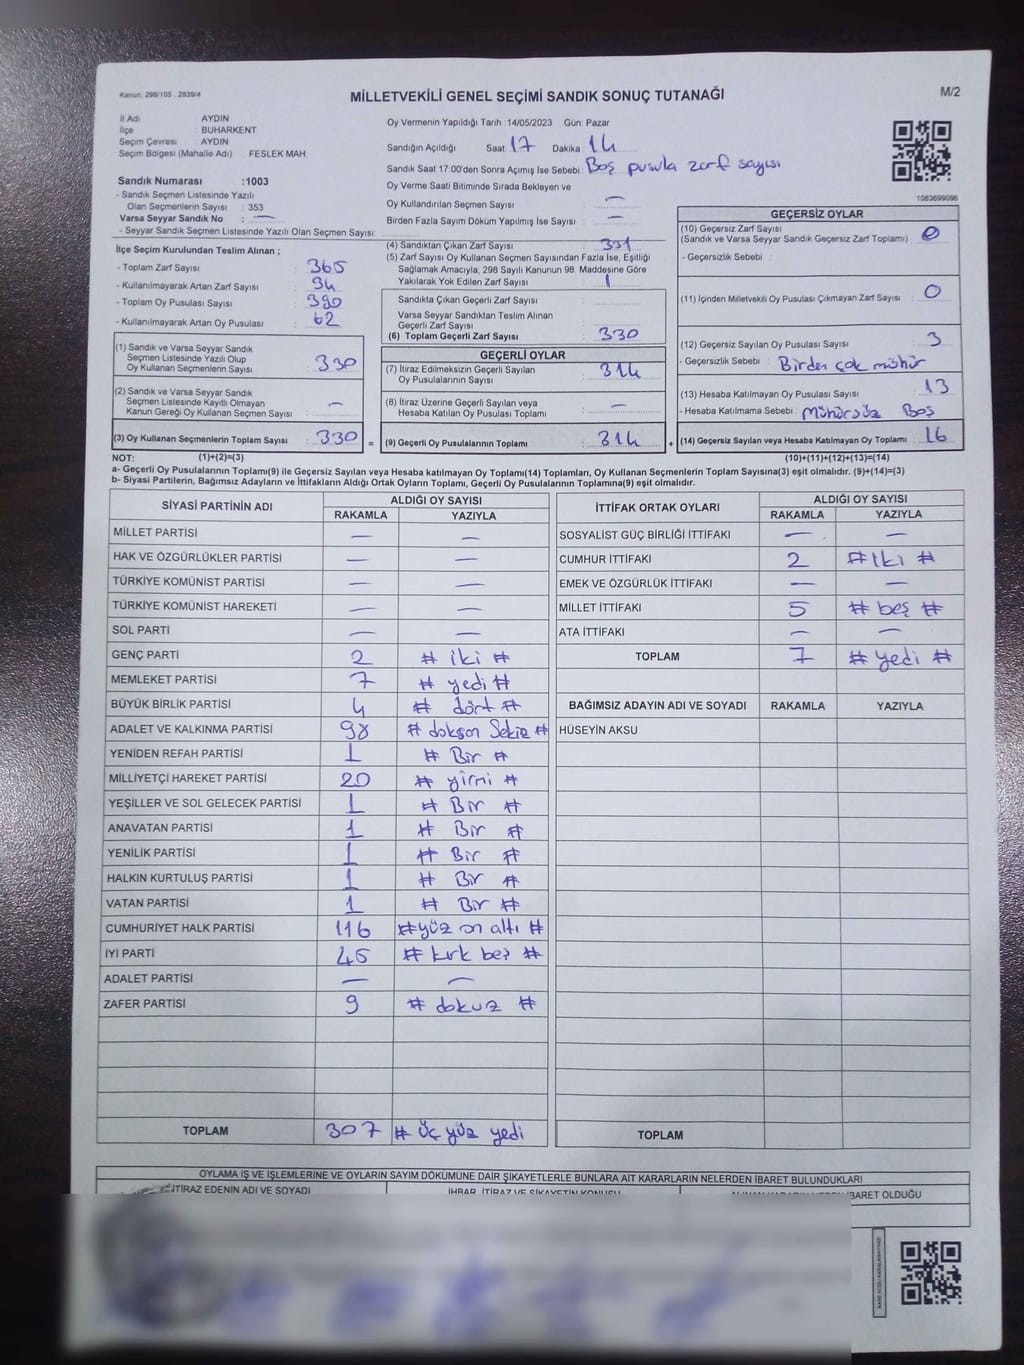 Kanun: 298/105 , 2839/4
MİLLETVEKİLİ GENEL SEÇİMİ SANDIK SONUÇ TUTANAĞI
M/2
İl Adı AYDIN
İlçe : BUHARKENT
Seçim Çevresi : AYDIN
Seçim Bölgesi (Mahalle Adı) : FESLEK MAH
Sandık Numarası :1003
- Sandık Seçmen Listesinde Yazılı
Olan Seçmenlerin Sayısı : 353
Varsa Seyyar Sandık No : —
- Seyyar Sandık Seçmen Listesinde Yazılı Olan Seçmen Sayısı:
Oy Vermenin Yapıldığı Tarih :14/05/2023 Gün: Pazar
Sandığın Açıldığı Saat :17 Dakika : 14
Sandık Saat 17:00'den Sonra Açımış İse Sebebi : Boş pusula zarf sayısı
Oy Verme Saati Bitiminde Sırada Bekleyen ve
Oy Kullandırılan Seçmen Sayısı : —
Birden Fazla Sayım Döküm Yapılmış İse Sayısı : —
1083699096
İlçe Seçim Kurulundan Teslim Alınan ;
- Toplam Zarf Sayısı : 365
- Kullanılmayarak Artan Zarf Sayısı : 34
- Toplam Oy Pusulası Sayısı : 390
- Kullanılmayarak Artan Oy Pusulası : 62
(1) Sandık ve Varsa Seyyar Sandık
Seçmen Listesinde Yazılı Olup
Oy Kullanan Seçmenlerin Sayısı : 330
(2) Sandık ve Varsa Seyyar Sandık
Seçmen Listesinde Kayıtlı Olmayan
Kanun Gereği Oy Kullanan Seçmen Sayısı : —
(3) Oy Kullanan Seçmenlerin Toplam Sayısı : 330 =
(4) Sandıktan Çıkan Zarf Sayısı : 331
(5) Zarf Sayısı Oy Kullanan Seçmen Sayısından Fazla İse, Eşitliği
Sağlamak Amacıyla, 298 Sayılı Kanunun 98. Maddesine Göre
Yakılarak Yok Edilen Zarf Sayısı : 1
Sandıkta Çıkan Geçerli Zarf Sayısı :
Varsa Seyyar Sandıktan Teslim Alınan
Geçerli Zarf Sayısı :
(6) Toplam Geçerli Zarf Sayısı : 330
GEÇERLİ OYLAR
(7) İtiraz Edilmeksizin Geçerli Sayılan
Oy Pusulalarının Sayısı : 314
(8) İtiraz Üzerine Geçerli Sayılan veya
Hesaba Katılan Oy Pusulası Toplamı : —
(9) Geçerli Oy Pusulalarının Toplamı : 314 +
GEÇERSİZ OYLAR
(10) Geçersiz Zarf Sayısı
(Sandık ve Varsa Seyyar Sandık Geçersiz Zarf Toplamı) : 0
- Geçersizlik Sebebi :
(11) İçinden Milletvekili Oy Pusulası Çıkmayan Zarf Sayısı : 0
(12) Geçersiz Sayılan Oy Pusulası Sayısı : 3
- Geçersizlik Sebebi : Birden çok mühür
(13) Hesaba Katılmayan Oy Pusulası Sayısı : 13
- Hesaba Katılmama Sebebi : Mühürsüz Boş
(14) Geçersiz Sayılan veya Hesaba Katılmayan Oy Toplamı : 16
NOT: (1)+(2)=(3) (10)+(11)+(12)+(13)=(14)
a- Geçerli Oy Pusulalarının Toplamı(9) ile Geçersiz Sayılan veya Hesaba katılmayan Oy Toplamı(14) Toplamları, Oy Kullanan Seçmenlerin Toplam Sayısına(3) eşit olmalıdır. (9)+(14)=(3)
b- Siyasi Partilerin, Bağımsız Adayların ve İttifakların Aldığı Ortak Oyların Toplamı, Geçerli Oy Pusulalarının Toplamına(9) eşit olmalıdır.
SİYASİ PARTİNİN ADI ALDIĞI OY SAYISI
RAKAMLA YAZIYLA
MİLLET PARTİSİ — —
HAK VE ÖZGÜRLÜKLER PARTİSİ — —
TÜRKİYE KOMÜNİST PARTİSİ — —
TÜRKİYE KOMÜNİST HAREKETİ — —
SOL PARTİ — —
GENÇ PARTİ 2 # iki #
MEMLEKET PARTİSİ 7 # yedi #
BÜYÜK BİRLİK PARTİSİ 4 # dört #
ADALET VE KALKINMA PARTİSİ 98 # dokson Sekiz #
YENİDEN REFAH PARTİSİ 1 # Bir #
MİLLİYETÇİ HAREKET PARTİSİ 20 # yirmi #
YEŞİLLER VE SOL GELECEK PARTİSİ 1 # Bir #
ANAVATAN PARTİSİ 1 # Bir #
YENİLİK PARTİSİ 1 # Bir #
HALKIN KURTULUŞ PARTİSİ 1 # Bir #
VATAN PARTİSİ 1 # Bir #
CUMHURİYET HALK PARTİSİ 116 # yüz on altı #
İYİ PARTİ 45 # kırk beş #
ADALET PARTİSİ — —
ZAFER PARTİSİ 9 # dokuz #
TOPLAM 307 # Üç yüz yedi
İTTİFAK ORTAK OYLARI ALDIĞI OY SAYISI
RAKAMLA YAZIYLA
SOSYALİST GÜÇ BİRLİĞİ İTTİFAKI — —
CUMHUR İTTİFAKI 2 # İki #
EMEK VE ÖZGÜRLÜK İTTİFAKI — —
MİLLET İTTİFAKI 5 # beş #
ATA İTTİFAKI — —
TOPLAM 7 # yedi #
BAĞIMSIZ ADAYIN ADI VE SOYADI RAKAMLA YAZIYLA
HÜSEYİN AKSU
TOPLAM
OYLAMA İŞ VE İŞLEMLERİNE VE OYLARIN SAYIM DÖKÜMÜNE DAİR ŞİKAYETLERLE BUNLARA AİT KARARLARIN NELERDEN İBARET BULUNDUKLARI
İTİRAZ EDENİN ADI VE SOYADI İHBAR, İTİRAZ VE ŞİKAYETİN KONUSU İBARET OLDUĞU